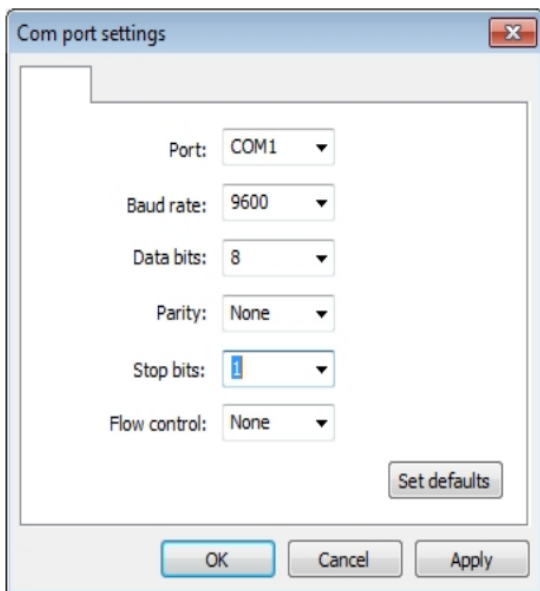 Com port settings
Port: COM1
Baud rate: 9600
Data bits: 8
Parity: None
Stop bits: 1
Flow control: None
Set defaults
OK Cancel Apply